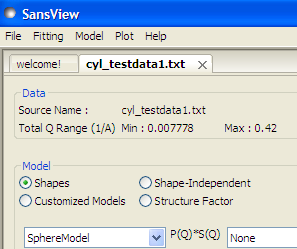 SansView
File Fitting Model Plot Help
welcome! cyl_testdata1.txt
Data
Source Name : cyl_testdata1.txt
Total Q Range (1/A) Min : 0.007778 Max : 0.42
Model
Shapes Shape-Independent
Customized Models Structure Factor
SphereModel P(Q)*S(Q) None